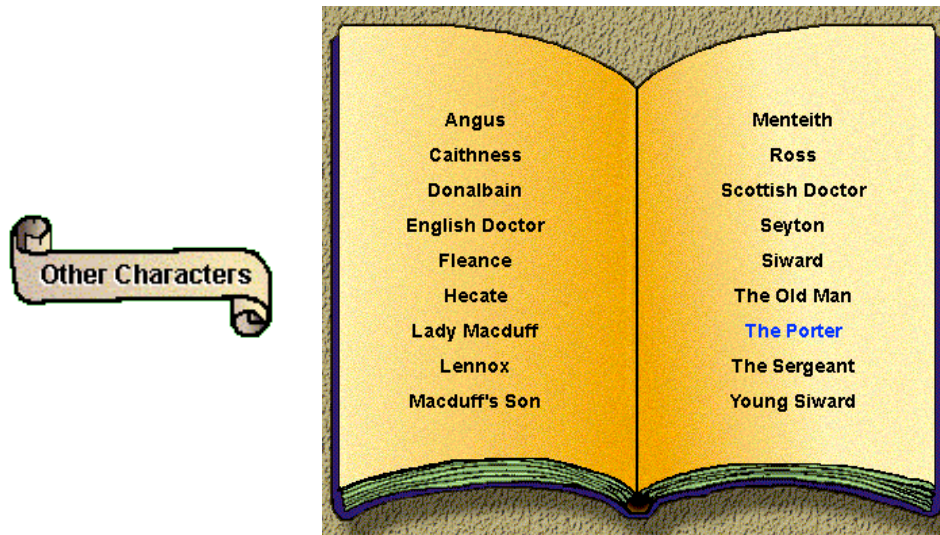 Other Characters
Angus
Caithness
Donalbain
English Doctor
Fleance
Hecate
Lady Macduff
Lennox
Macduff's Son
Menteith
Ross
Scottish Doctor
Seyton
Siward
The Old Man
The Porter
The Sergeant
Young Siward